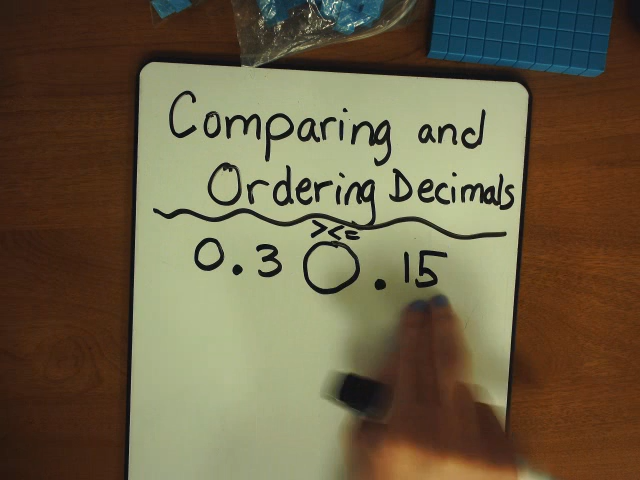 Comparing and
Ordering Decimals
><=
0.3 ◯ .15